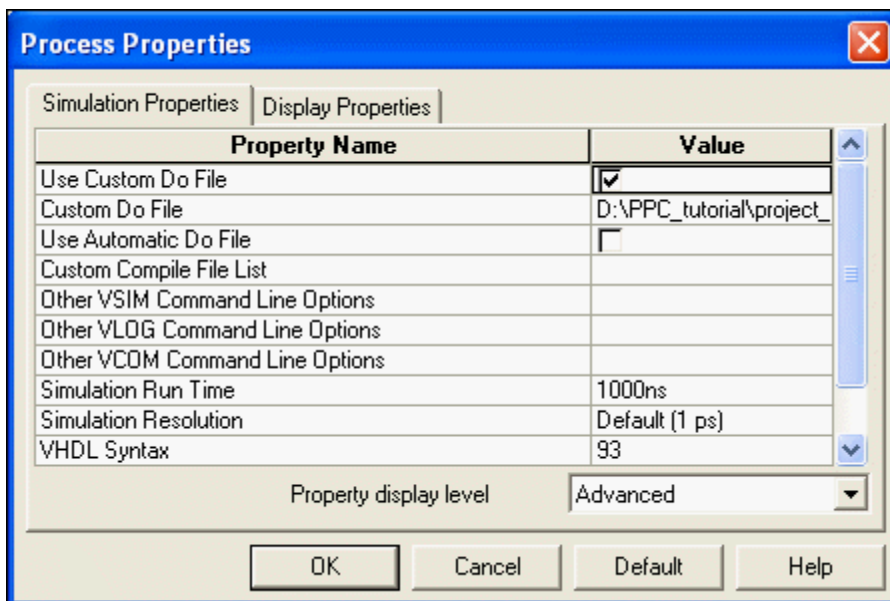 Process Properties
Simulation Properties Display Properties
Property Name Value
Use Custom Do File
Custom Do File D:\PPC_tutorial\project_
Use Automatic Do File
Custom Compile File List
Other VSIM Command Line Options
Other VLOG Command Line Options
Other VCOM Command Line Options
Simulation Run Time 1000ns
Simulation Resolution Default (1 ps)
VHDL Syntax 93
Property display level Advanced
OK Cancel Default Help